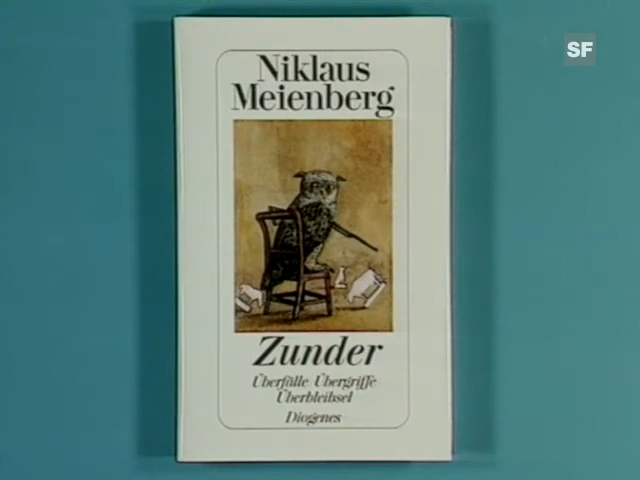 SF
Niklaus
Meienberg
Zunder
Überfälle Übergriffe
Überbleibsel
Diogenes